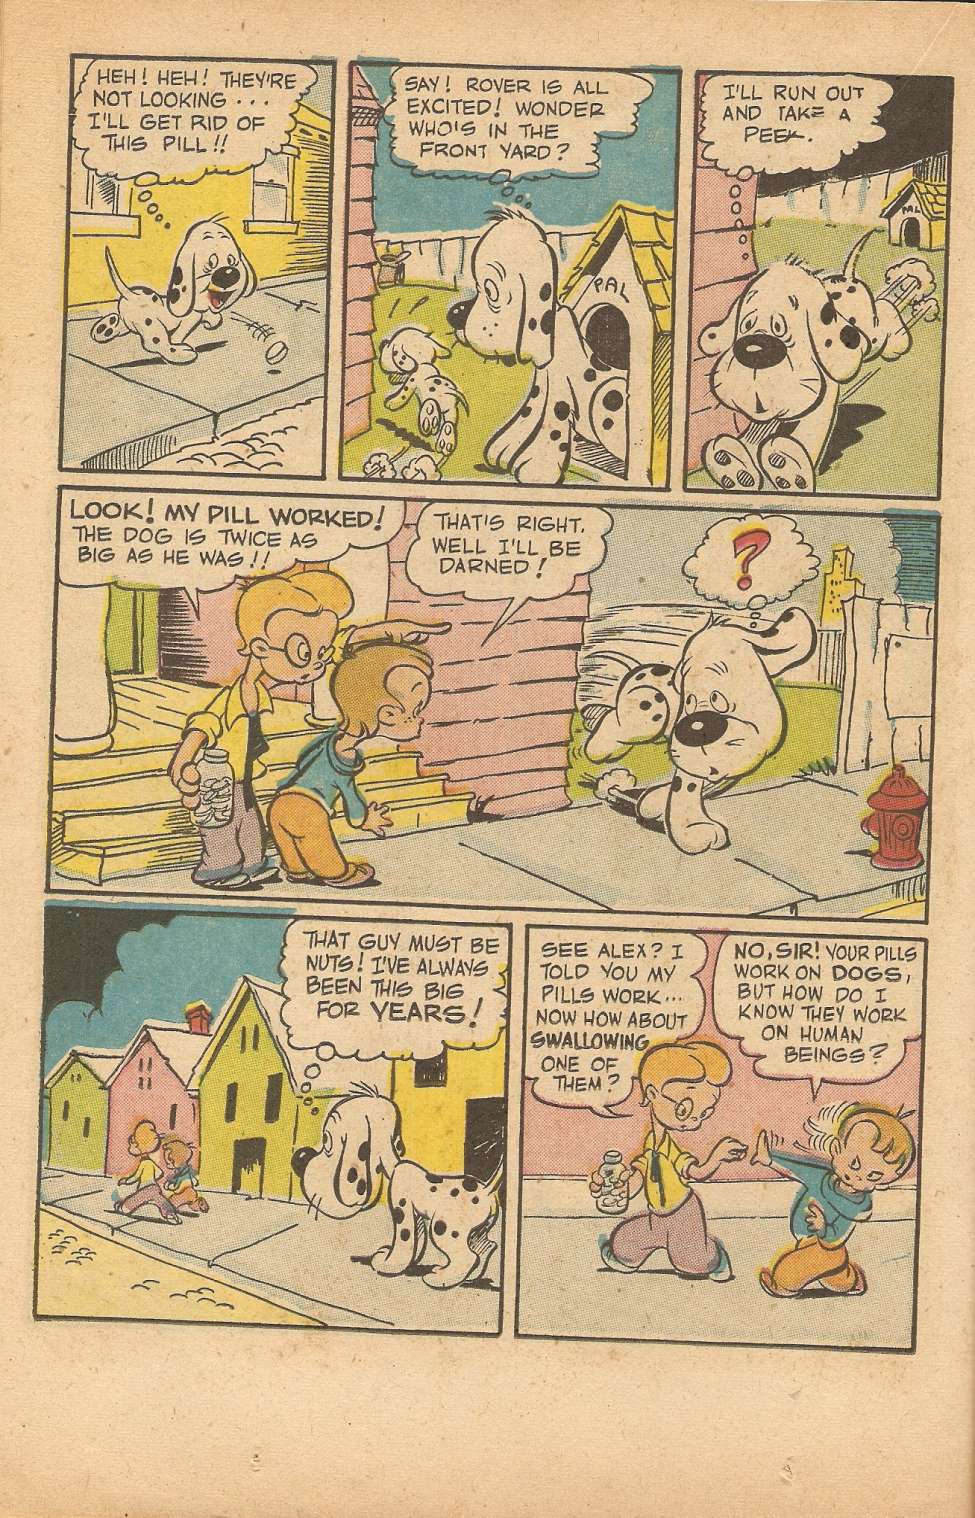 HEH! HEH! THEY'RE
NOT LOOKING...
I'LL GET RID OF
THIS PILL!!
SAY! ROVER IS ALL
EXCITED! WONDER
WHO'S IN THE
FRONT YARD?
PAL
I'LL RUN OUT
AND TAKE A
PEEK.
PAL
LOOK! MY PILL WORKED!
THE DOG IS TWICE AS
BIG AS HE WAS!!
THAT'S RIGHT.
WELL I'LL BE
DARNED!
?
THAT GUY MUST BE
NUTS! I'VE ALWAYS
BEEN THIS BIG
FOR YEARS!
SEE ALEX? I
TOLD YOU MY
PILLS WORK...
NOW HOW ABOUT
SWALLOWING
ONE OF
THEM?
NO, SIR! YOUR PILLS
WORK ON DOGS,
BUT HOW DO I
KNOW THEY WORK
ON HUMAN
BEINGS?